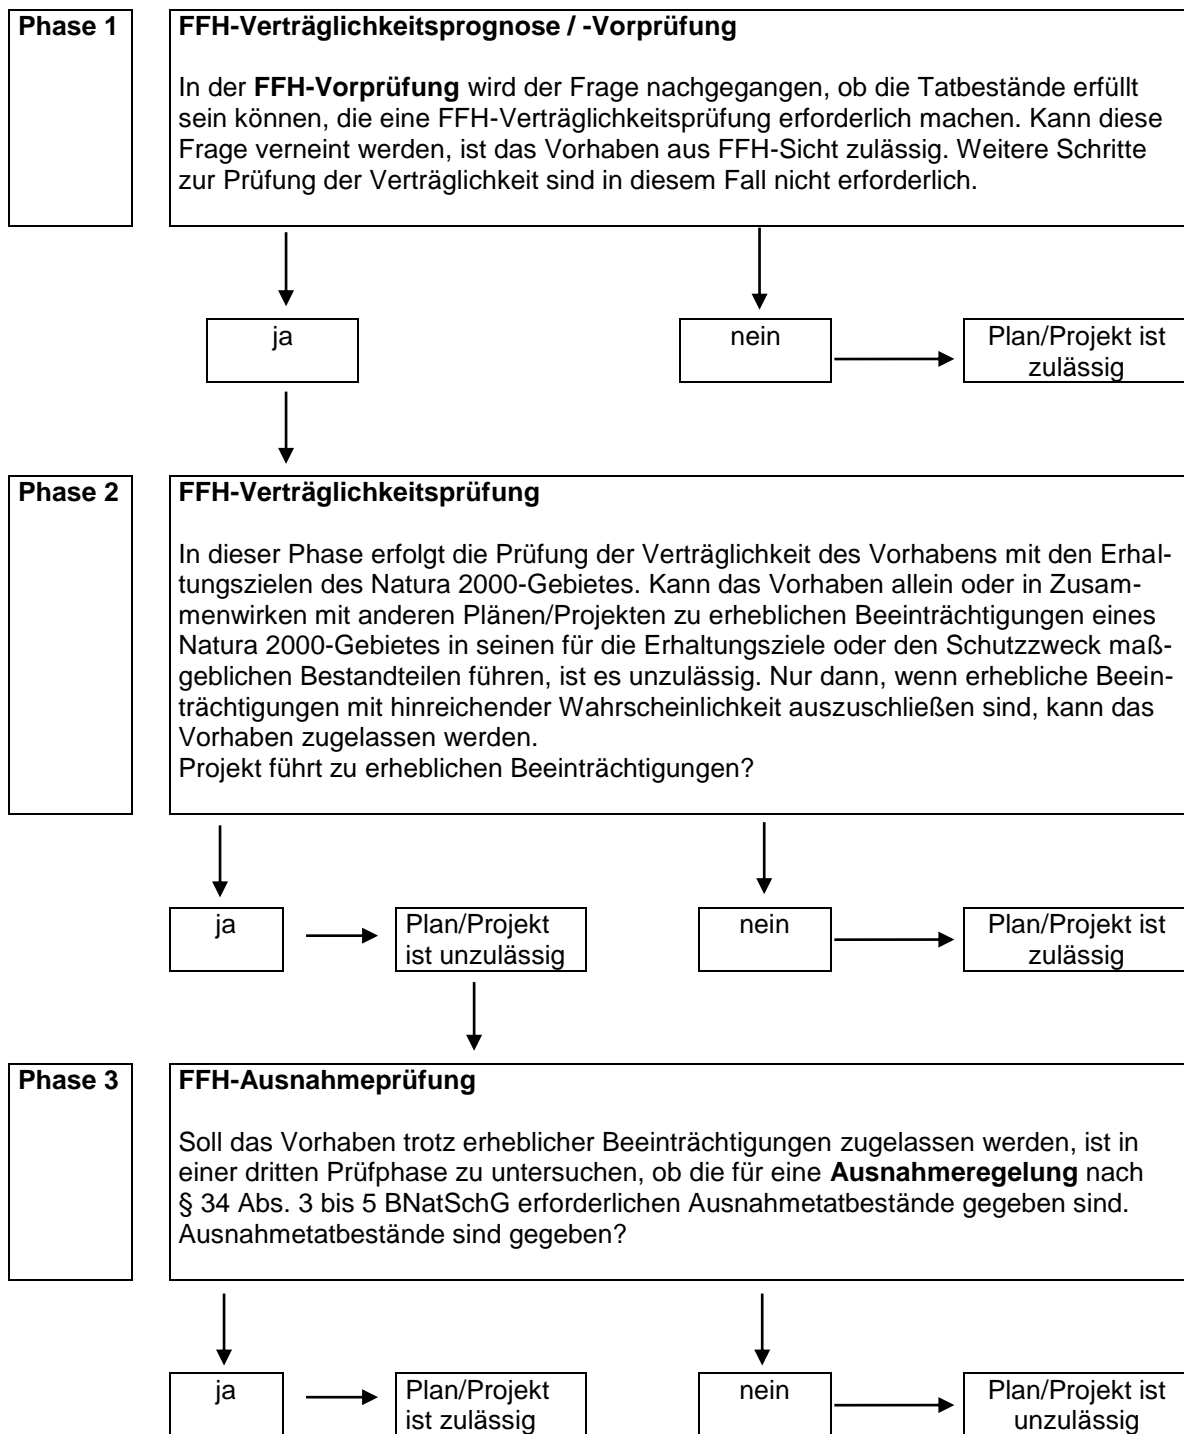 Phase 1
FFH-Verträglichkeitsprognose / -Vorprüfung
In der FFH-Vorprüfung wird der Frage nachgegangen, ob die Tatbestände erfüllt
sein können, die eine FFH-Verträglichkeitsprüfung erforderlich machen. Kann diese
Frage verneint werden, ist das Vorhaben aus FFH-Sicht zulässig. Weitere Schritte
zur Prüfung der Verträglichkeit sind in diesem Fall nicht erforderlich.
ja
nein
Plan/Projekt ist
zulässig
Phase 2
FFH-Verträglichkeitsprüfung
In dieser Phase erfolgt die Prüfung der Verträglichkeit des Vorhabens mit den Erhal-
tungszielen des Natura 2000-Gebietes. Kann das Vorhaben allein oder in Zusam-
menwirken mit anderen Plänen/Projekten zu erheblichen Beeinträchtigungen eines
Natura 2000-Gebietes in seinen für die Erhaltungsziele oder den Schutzzweck maß-
geblichen Bestandteilen führen, ist es unzulässig. Nur dann, wenn erhebliche Beein-
trächtigungen mit hinreichender Wahrscheinlichkeit auszuschließen sind, kann das
Vorhaben zugelassen werden.
Projekt führt zu erheblichen Beeinträchtigungen?
ja
Plan/Projekt
ist unzulässig
nein
Plan/Projekt ist
zulässig
Phase 3
FFH-Ausnahmeprüfung
Soll das Vorhaben trotz erheblicher Beeinträchtigungen zugelassen werden, ist in
einer dritten Prüfphase zu untersuchen, ob die für eine Ausnahmeregelung nach
§ 34 Abs. 3 bis 5 BNatSchG erforderlichen Ausnahmetatbestände gegeben sind.
Ausnahmetatbestände sind gegeben?
ja
Plan/Projekt
ist zulässig
nein
Plan/Projekt ist
unzulässig